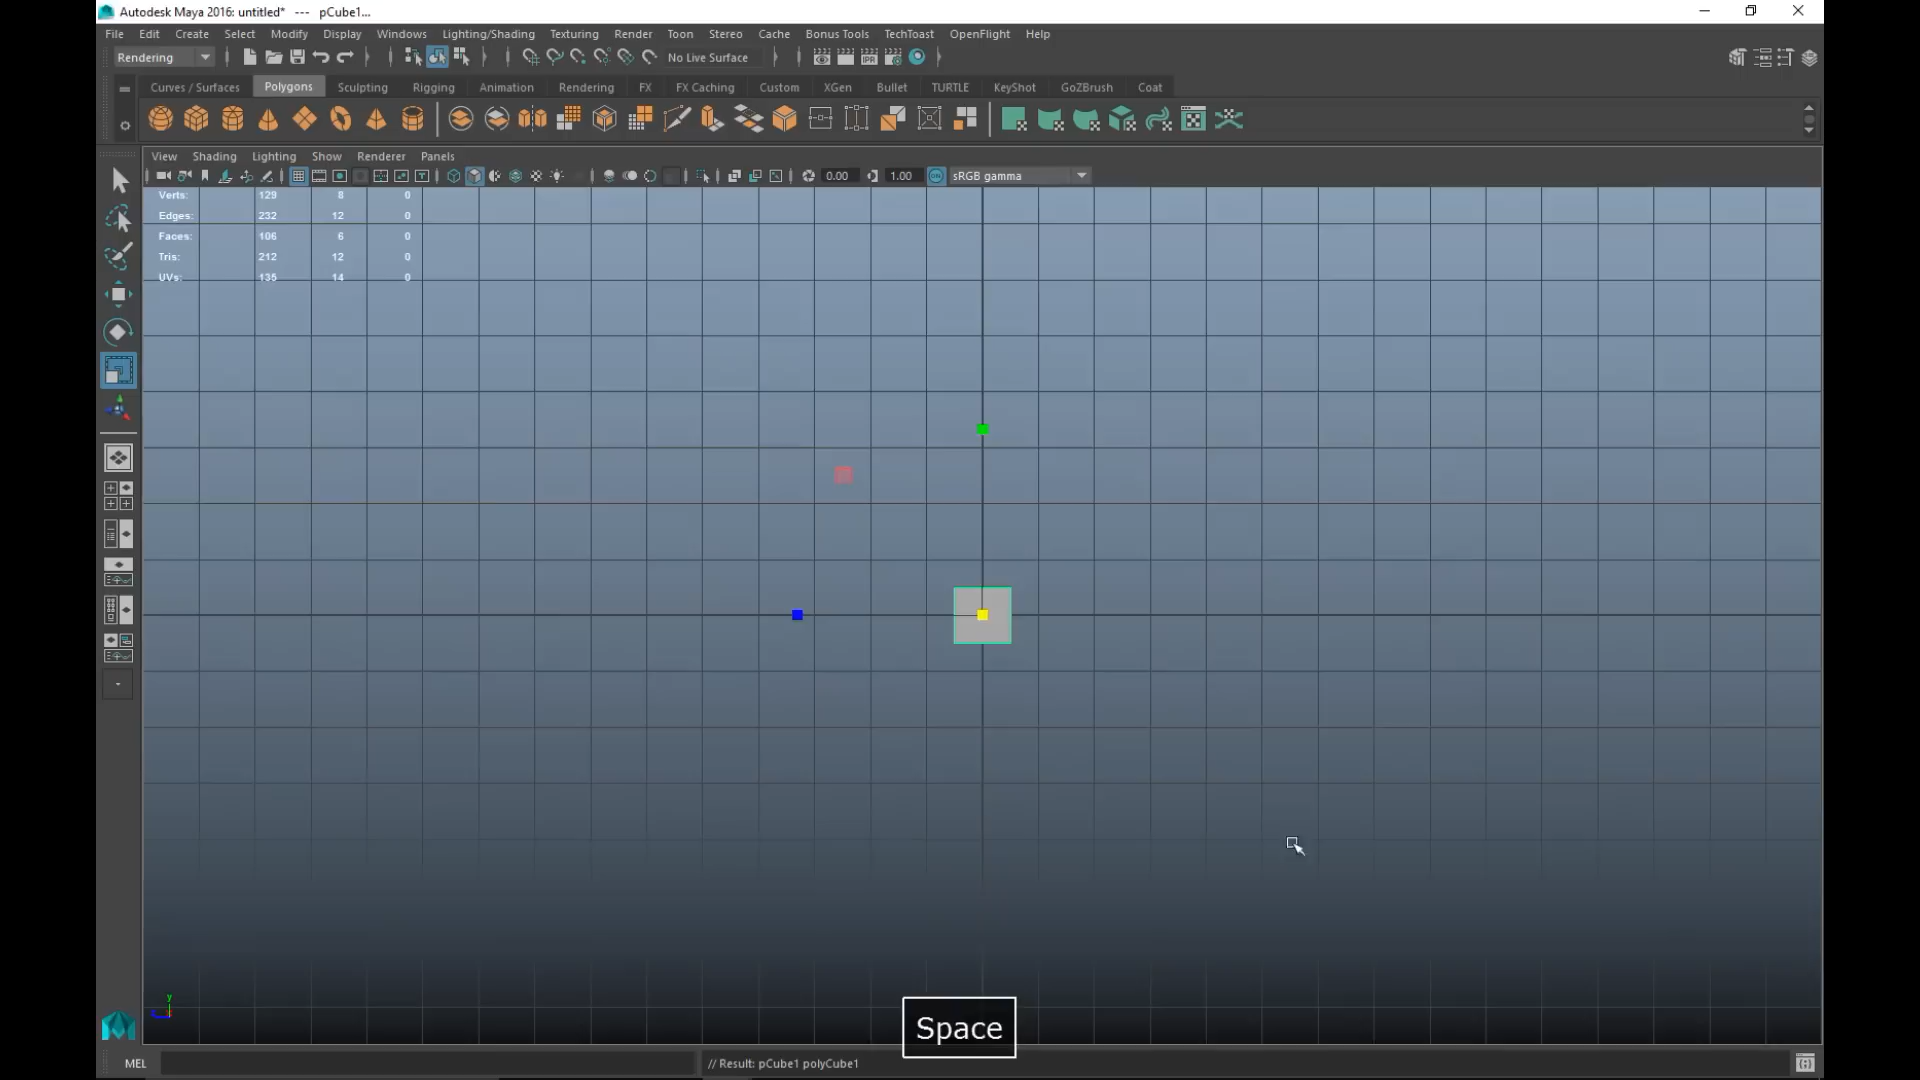 Autodesk Maya 2016: untitled* --- pCube1...
File Edit Create Select Modify Display Windows Lighting/Shading Texturing Render Toon Stereo Cache Bonus Tools TechToast OpenFlight Help
Rendering No Live Surface IPR
Curves / Surfaces Polygons Sculpting Rigging Animation Rendering FX FX Caching Custom XGen Bullet TURTLE KeyShot GoZBrush Coat
View Shading Lighting Show Renderer Panels
0.00 1.00 ON sRGB gamma
Verts: 129 8 0
Edges: 232 12 0
Faces: 106 6 0
Tris: 212 12 0
UVs: 135 14 0
y
Space
MEL // Result: pCube1 polyCube1